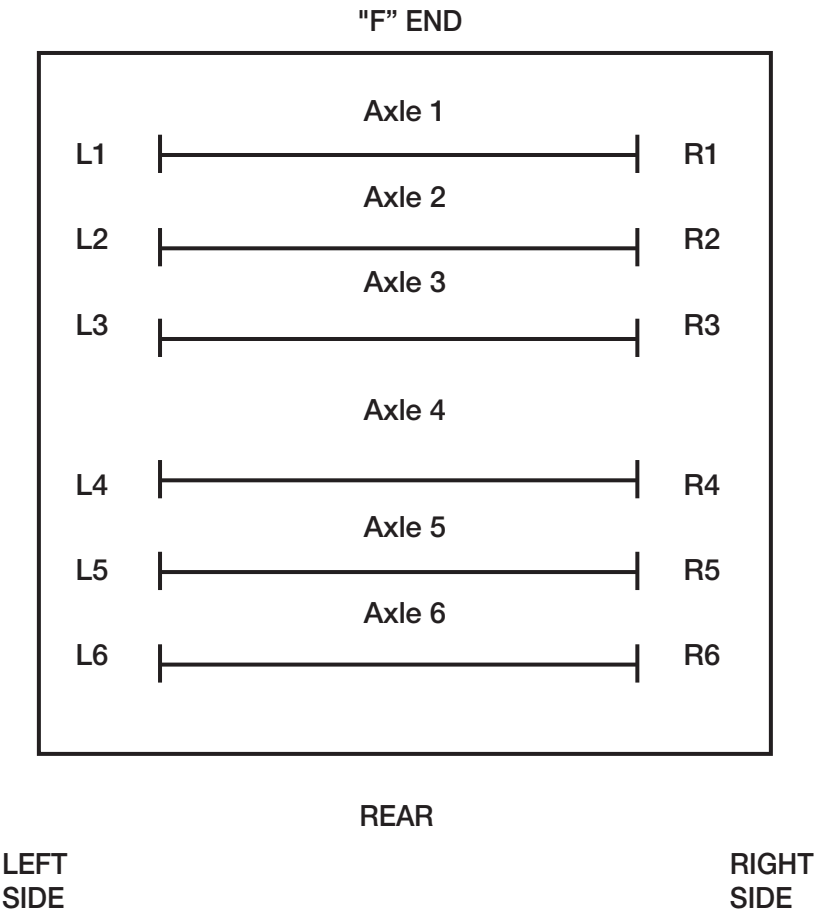 "F” END
Axle 1
L1 R1
Axle 2
L2 R2
Axle 3
L3 R3
Axle 4
L4 R4
Axle 5
L5 R5
Axle 6
L6 R6
REAR
LEFT
SIDE
RIGHT
SIDE